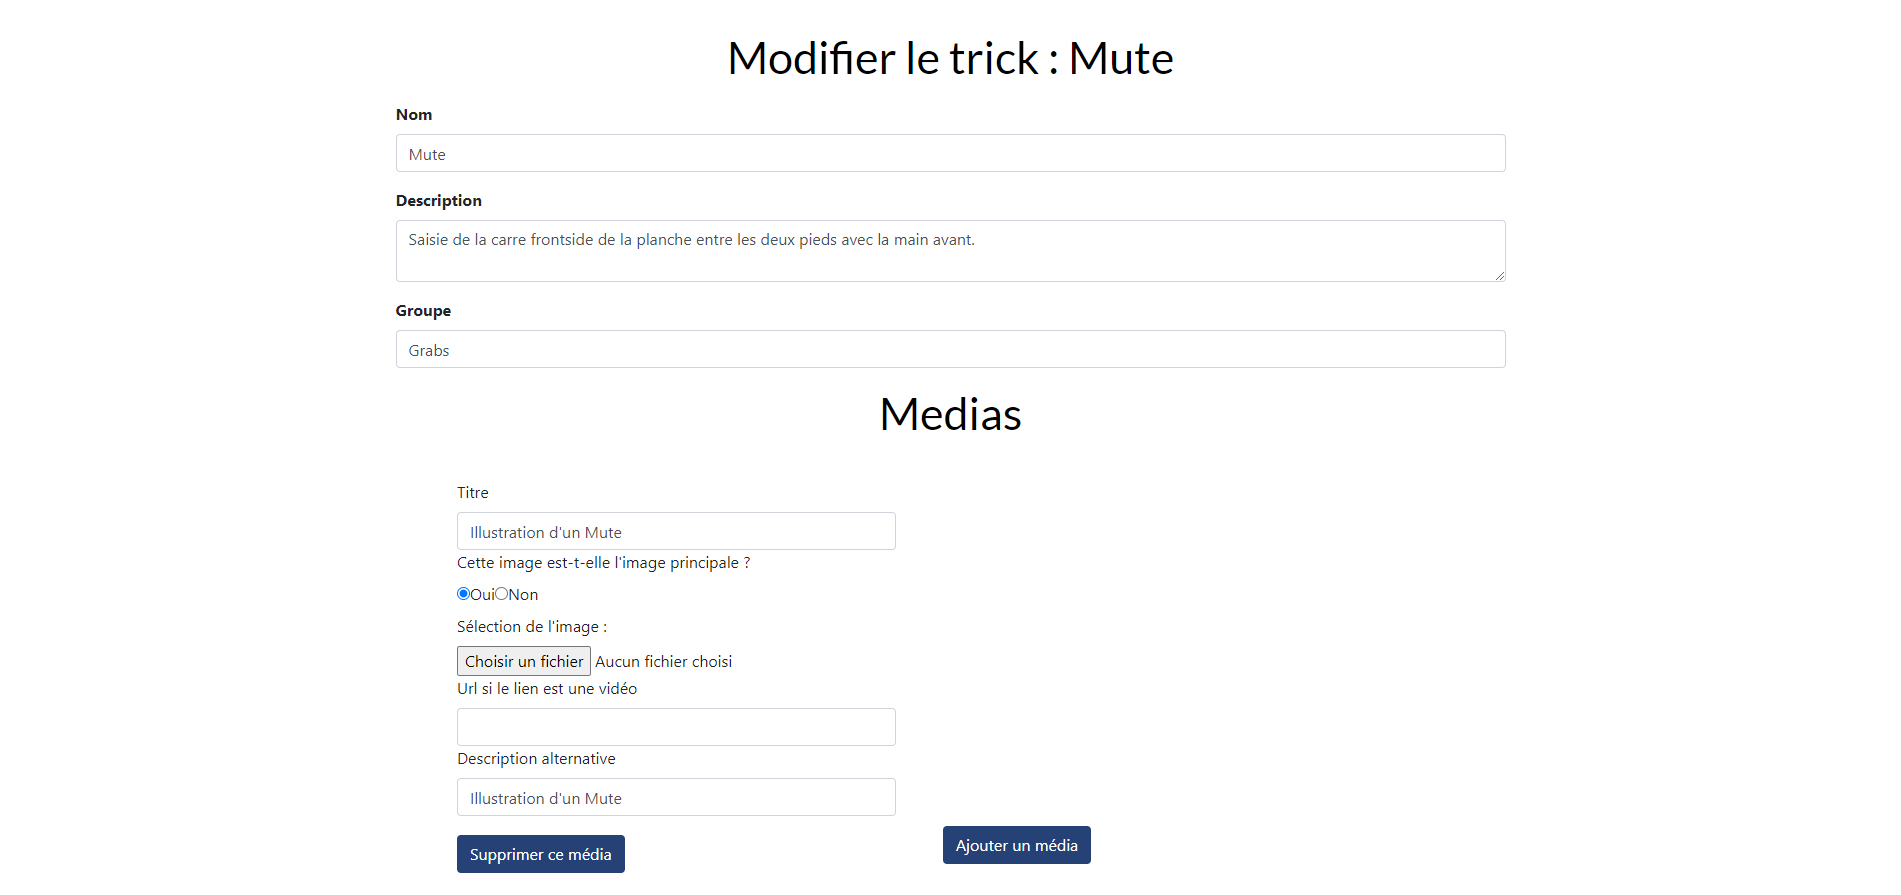 Modifier le trick : Mute
Nom
Mute
Description
Saisie de la carre frontside de la planche entre les deux pieds avec la main avant.
Groupe
Grabs
Medias
Titre
Illustration d'un Mute
Cette image est-t-elle l'image principale ?
OuiNon
Sélection de l'image :
Choisir un fichier Aucun fichier choisi
Url si le lien est une vidéo
Description alternative
Illustration d'un Mute
Supprimer ce média
Ajouter un média